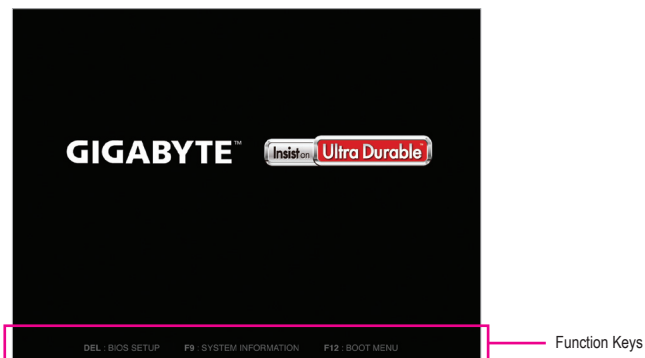 GIGABYTE™ Insist on Ultra Durable™
DEL : BIOS SETUP F9 : SYSTEM INFORMATION F12 : BOOT MENU
Function Keys